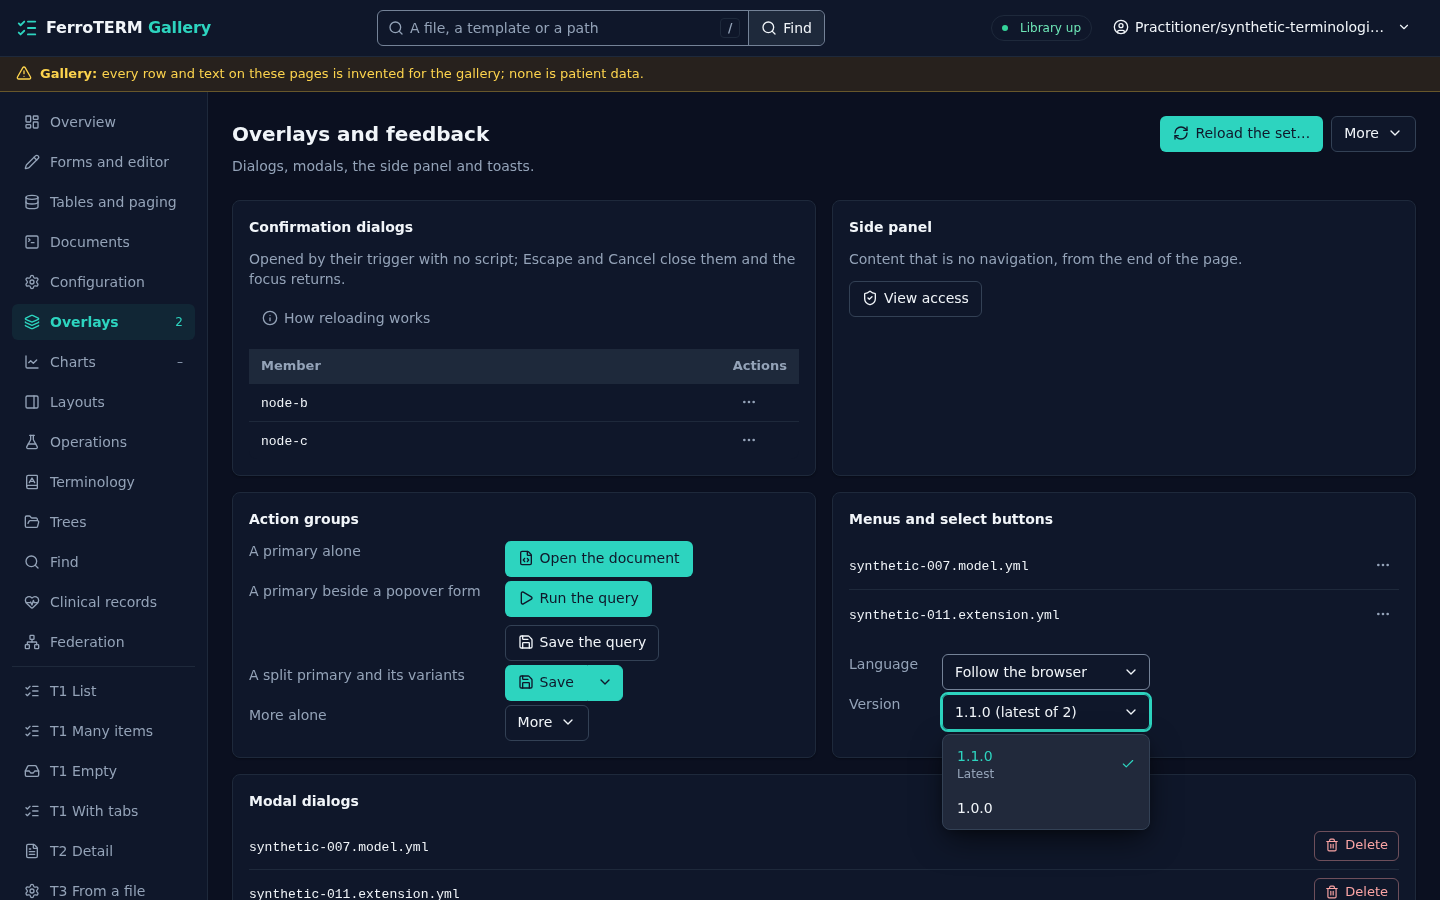 FerroTERM Gallery
A file, a template or a path
/
Find
Library up
Practitioner/synthetic-terminologi…
Gallery: every row and text on these pages is invented for the gallery; none is patient data.
Overview
Forms and editor
Tables and paging
Documents
Configuration
Overlays 2
Charts –
Layouts
Operations
Terminology
Trees
Find
Clinical records
Federation
T1 List
T1 Many items
T1 Empty
T1 With tabs
T2 Detail
T3 From a file
Overlays and feedback
Dialogs, modals, the side panel and toasts.
Reload the set…
More
Confirmation dialogs
Opened by their trigger with no script; Escape and Cancel close them and the
focus returns.
How reloading works
Member Actions
node-b
node-c
Side panel
Content that is no navigation, from the end of the page.
View access
Action groups
A primary alone
Open the document
A primary beside a popover form
Run the query
Save the query
A split primary and its variants
Save
More alone
More
Menus and select buttons
synthetic-007.model.yml
synthetic-011.extension.yml
Language
Follow the browser
Version
1.1.0 (latest of 2)
1.1.0
Latest
1.0.0
Modal dialogs
synthetic-007.model.yml
Delete
synthetic-011.extension.yml
Delete